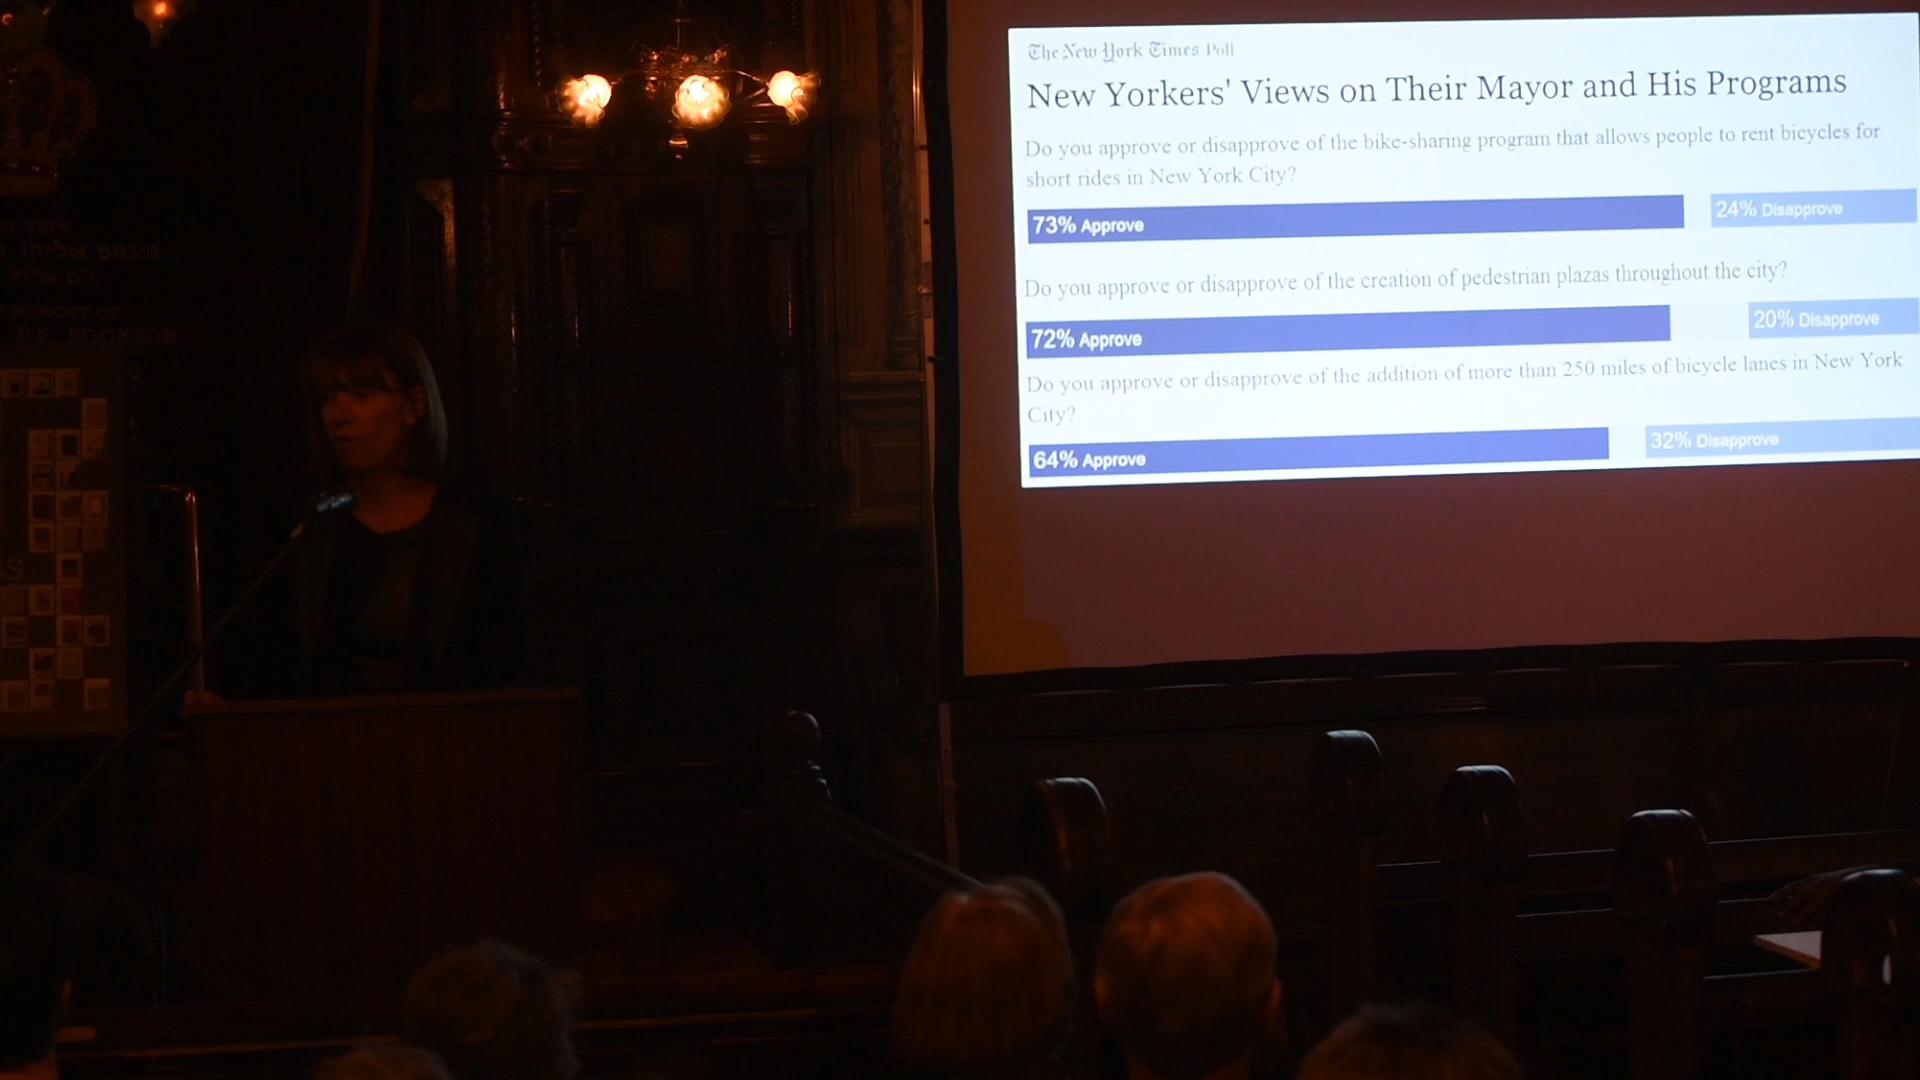 The New York Times Poll
New Yorkers' Views on Their Mayor and His Programs
Do you approve or disapprove of the bike-sharing program that allows people to rent bicycles for
short rides in New York City?
73% Approve
24% Disapprove
Do you approve or disapprove of the creation of pedestrian plazas throughout the city?
72% Approve
20% Disapprove
Do you approve or disapprove of the addition of more than 250 miles of bicycle lanes in New York
City?
64% Approve
32% Disapprove
MEMORY OF
BOOKSON